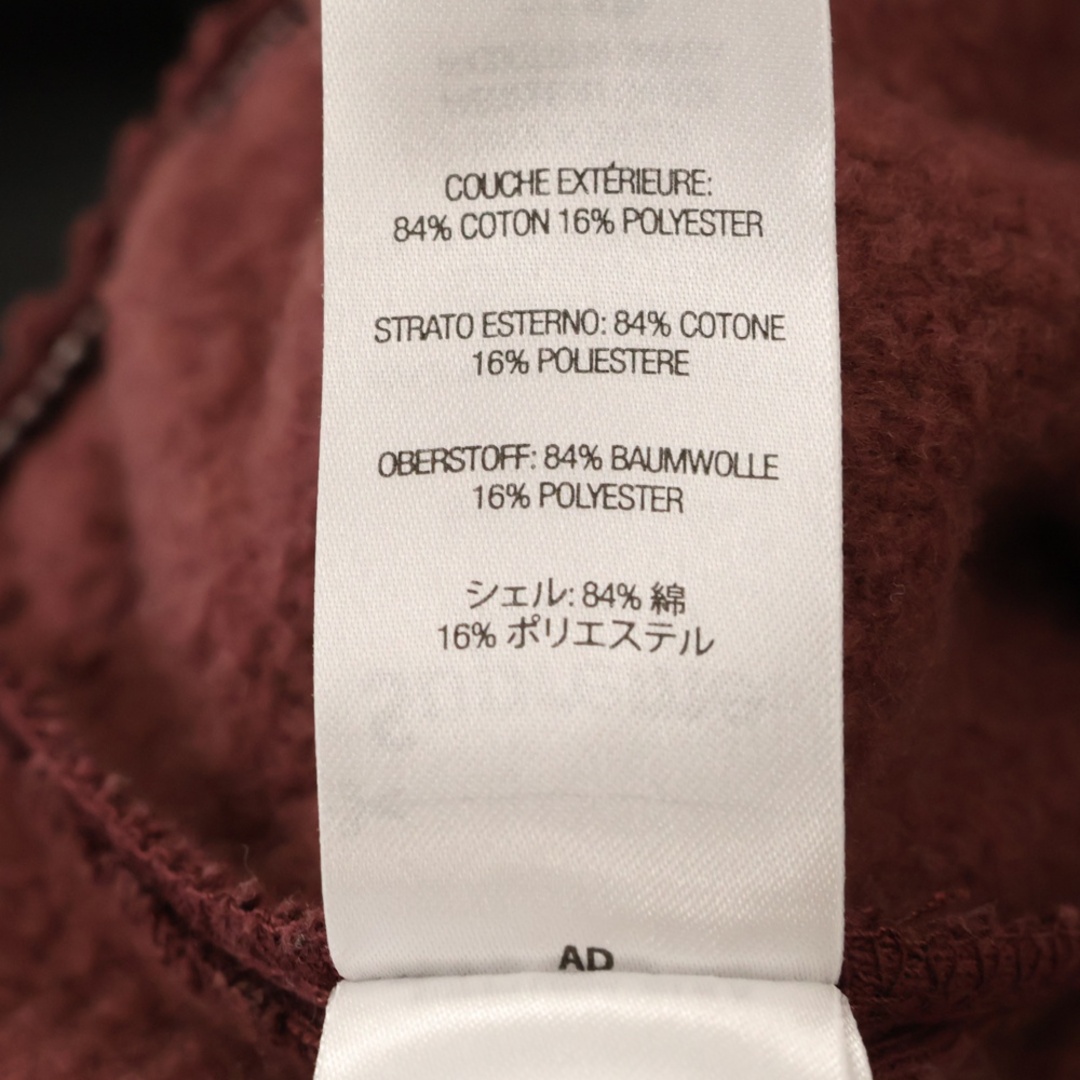 COUCHE EXTÉRIEURE:
84% COTON 16% POLYESTER
STRATO ESTERNO: 84% COTONE
16% POLIESTERE
OBERSTOFF: 84% BAUMWOLLE
16% POLYESTER
シェル: 84% 綿
16% ポリエステル
AD